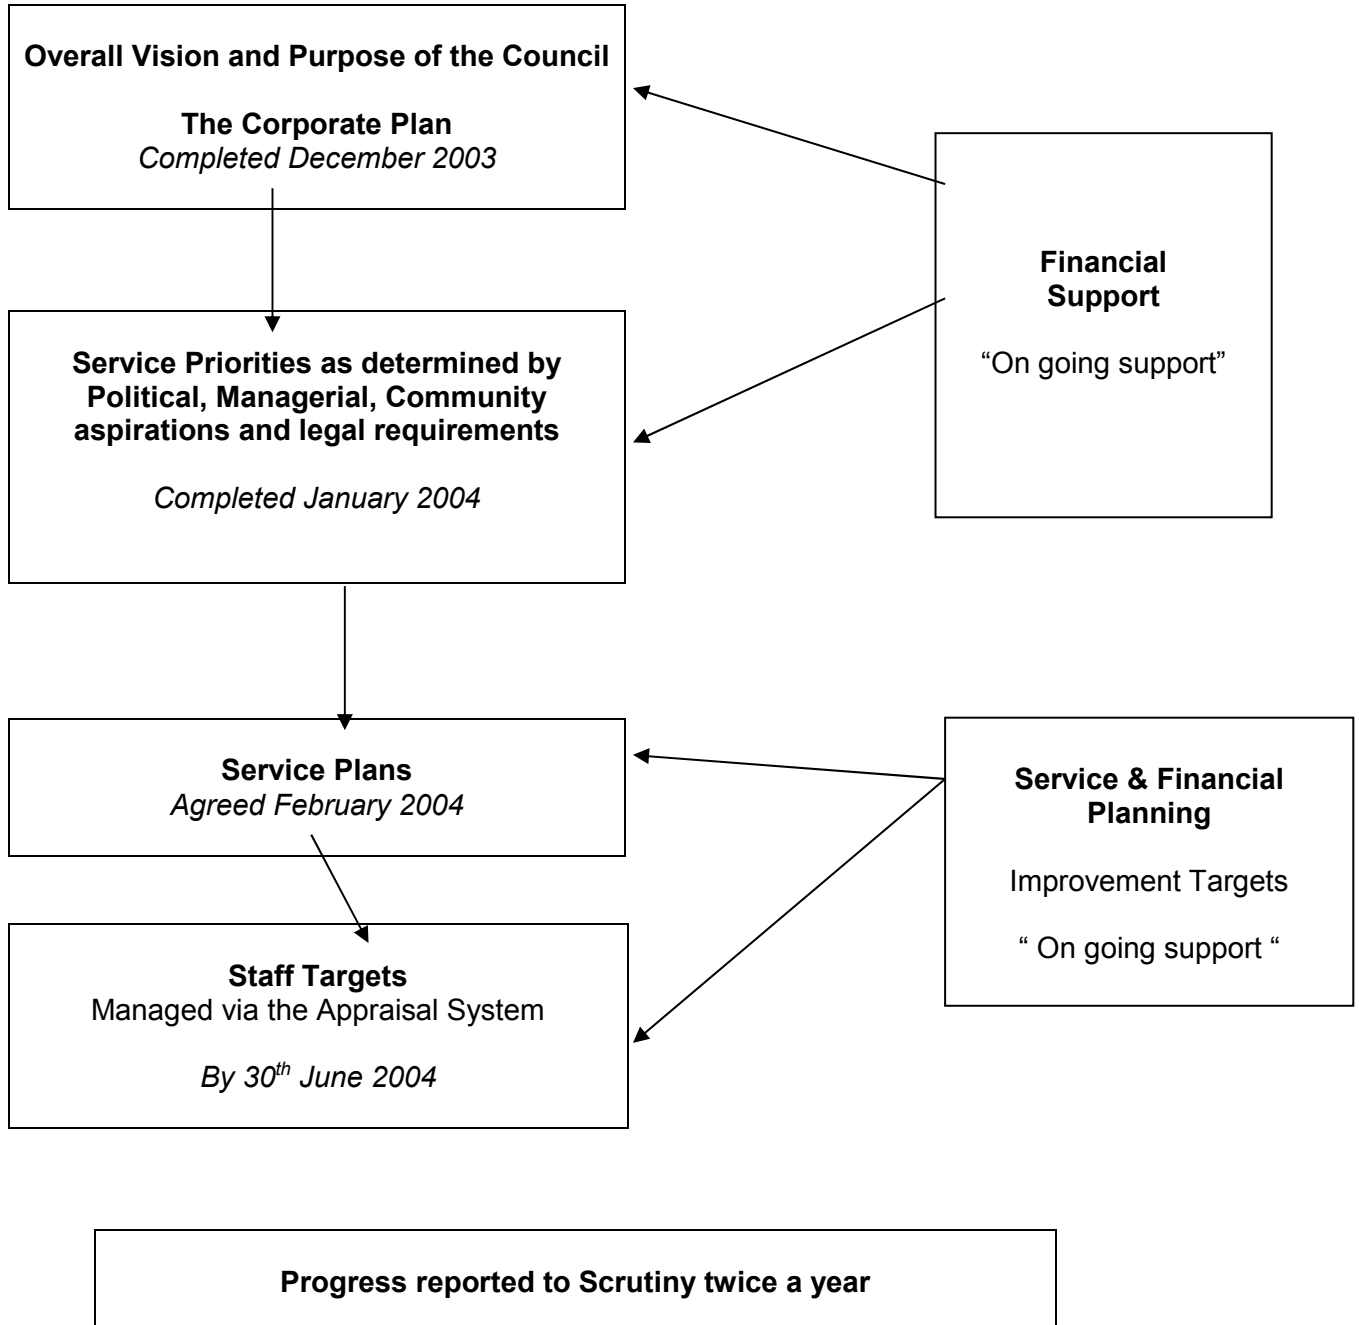 Overall Vision and Purpose of the Council
The Corporate Plan
Completed December 2003
Financial
Support
“On going support”
Service Priorities as determined by
Political, Managerial, Community
aspirations and legal requirements
Completed January 2004
Service Plans
Agreed February 2004
Service & Financial
Planning
Improvement Targets
“ On going support “
Staff Targets
Managed via the Appraisal System
By 30th June 2004
Progress reported to Scrutiny twice a year